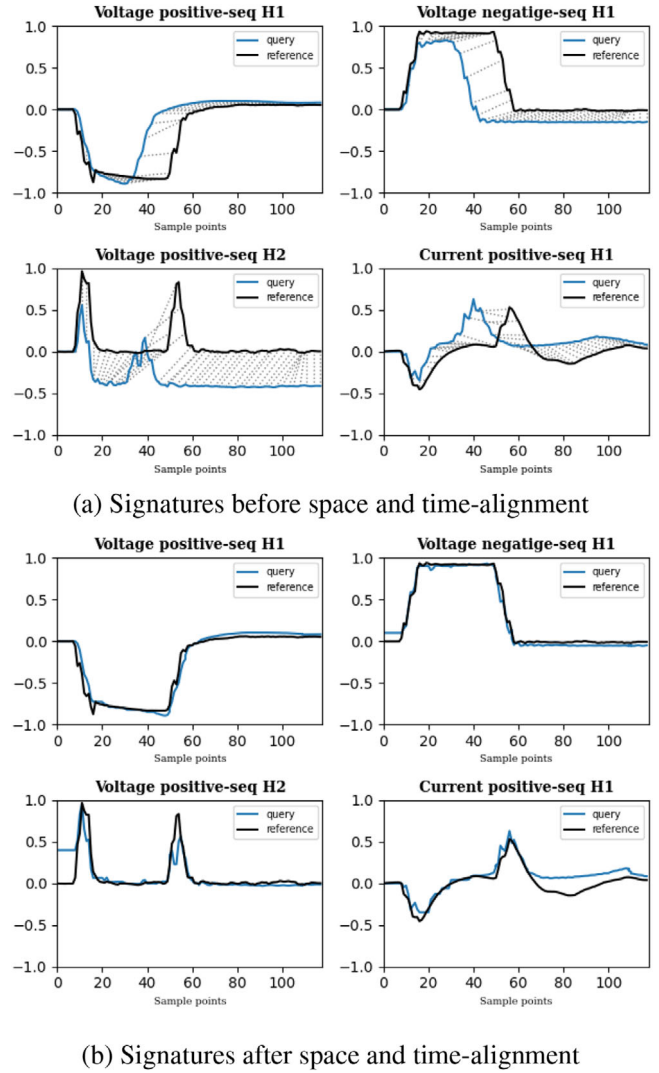 Voltage positive-seq H1 Voltage negatige-seq H1
1.0 query reference 1.0 query reference
0.5 0.5
0.0 0.0
−0.5 −0.5
−1.0 −1.0
0 20 40 60 80 100 0 20 40 60 80 100
Sample points Sample points
Voltage positive-seq H2 Current positive-seq H1
1.0 query reference 1.0 query reference
0.5 0.5
0.0 0.0
−0.5 −0.5
−1.0 −1.0
0 20 40 60 80 100 0 20 40 60 80 100
Sample points Sample points
(a) Signatures before space and time-alignment
Voltage positive-seq H1 Voltage negatige-seq H1
1.0 query reference 1.0 query reference
0.5 0.5
0.0 0.0
−0.5 −0.5
−1.0 −1.0
0 20 40 60 80 100 0 20 40 60 80 100
Sample points Sample points
Voltage positive-seq H2 Current positive-seq H1
1.0 query reference 1.0 query reference
0.5 0.5
0.0 0.0
−0.5 −0.5
−1.0 −1.0
0 20 40 60 80 100 0 20 40 60 80 100
Sample points Sample points
(b) Signatures after space and time-alignment